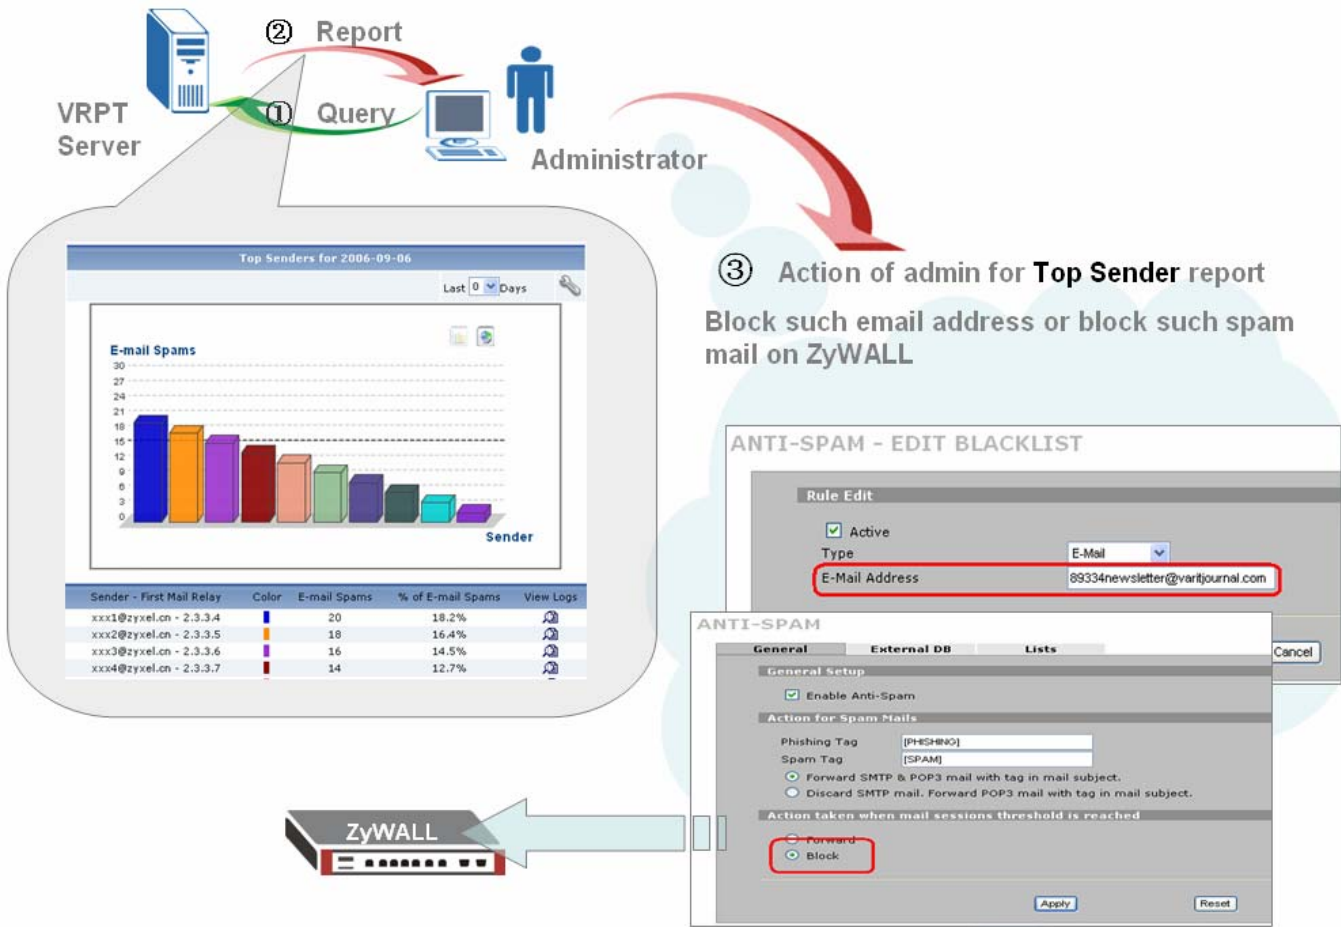 ② Report
① Query
VRPT
Server
Administrator
Top Senders for 2006-09-06
Last 0 Days
E-mail Spams
30
27
24
21
18
15
12
9
6
3
0
Sender
Sender - First Mail Relay Color E-mail Spams % of E-mail Spams View Logs
xxx1@zyxel.cn - 2.3.3.4 20 18.2%
xxx2@zyxel.cn - 2.3.3.5 18 16.4%
xxx3@zyxel.cn - 2.3.3.6 16 14.5%
xxx4@zyxel.cn - 2.3.3.7 14 12.7%
③ Action of admin for Top Sender report
Block such email address or block such spam
mail on ZyWALL
ANTI-SPAM - EDIT BLACKLIST
Rule Edit
Active
Type E-Mail
E-Mail Address 89334newsletter@varitjournal.com
Cancel
ANTI-SPAM
General External DB Lists
General Setup
Enable Anti-Spam
Action for Spam Mails
Phishing Tag [PHISHING]
Spam Tag [SPAM]
Forward SMTP & POP3 mail with tag in mail subject.
Discard SMTP mail. Forward POP3 mail with tag in mail subject.
Action taken when mail sessions threshold is reached
Forward
Block
Apply Reset
ZyWALL